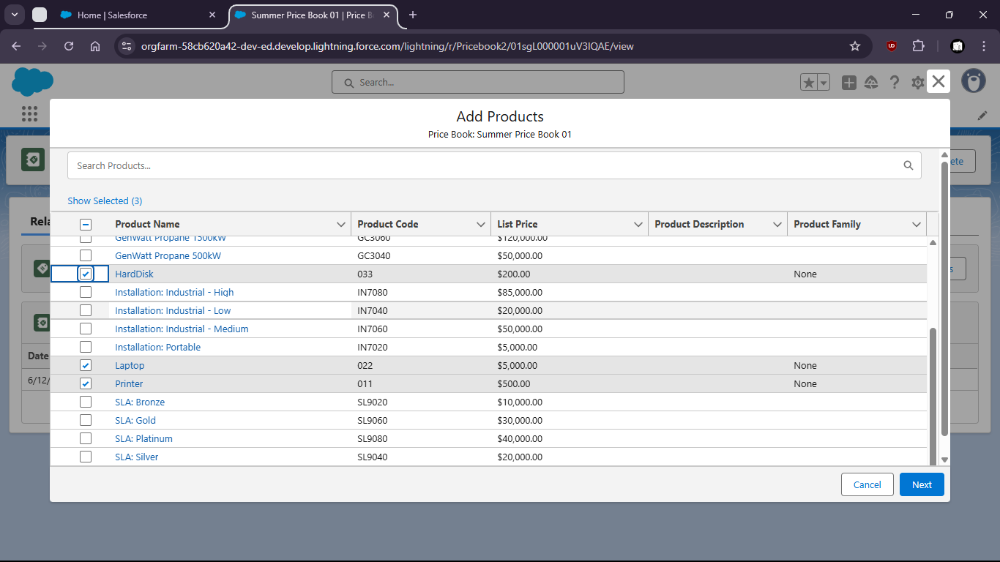 Home | Salesforce
Summer Price Book 01 | Price B
orgfarm-58cb620a42-dev-ed.develop.lightning.force.com/lightning/r/Pricebook2/01sgL000001uV3IQAE/view
Search...
Add Products
Price Book: Summer Price Book 01
ete
Search Products...
Show Selected (3)
Rela
Product Name Product Code List Price Product Description Product Family
GenWatt Propane 1500kW GC3060 $120,000.00
GenWatt Propane 500kW GC3040 $50,000.00
HardDisk 033 $200.00 None
Installation: Industrial - High IN7080 $85,000.00
Installation: Industrial - Low IN7040 $20,000.00
Installation: Industrial - Medium IN7060 $50,000.00
Installation: Portable IN7020 $5,000.00
Date
Laptop 022 $5,000.00 None
6/12/
Printer 011 $500.00 None
SLA: Bronze SL9020 $10,000.00
SLA: Gold SL9060 $30,000.00
SLA: Platinum SL9080 $40,000.00
SLA: Silver SL9040 $20,000.00
Cancel Next